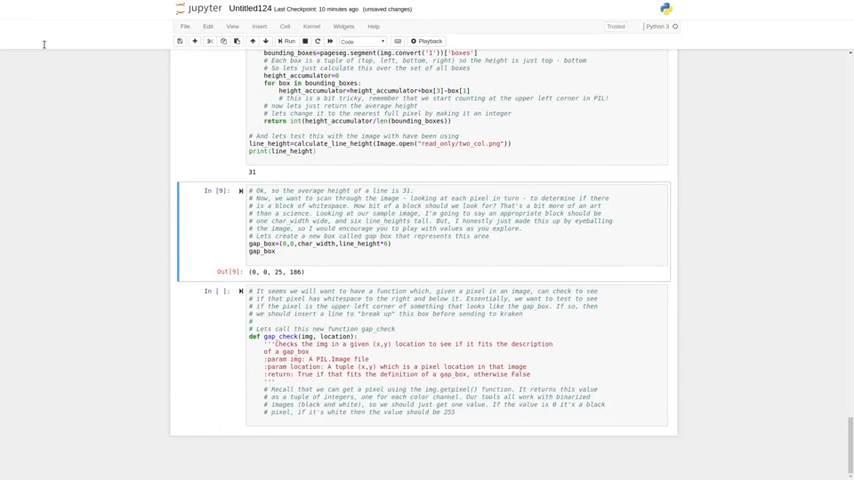 jupyter Untitled124 Last Checkpoint: 10 minutes ago (unsaved changes)
File Edit View Insert Cell Kernel Widgets Help Trusted Python 3
Run Code Playback
bounding_boxes=pageseg.segment(img.convert('1'))['boxes']
# Each box is a tuple of (top, left, bottom, right) so the height is just top - bottom
# So lets just calculate this over the set of all boxes
height_accumulator=0
for box in bounding_boxes:
height_accumulator=height_accumulator+box[3]-box[1]
# this is a bit tricky, remember that we start counting at the upper left corner in PIL!
# now lets just return the average height
# lets change it to the nearest full pixel by making it an integer
return int(height_accumulator/len(bounding_boxes))
# And lets test this with the image with have been using
line_height=calculate_line_height(Image.open("read_only/two_col.png"))
print(line_height)
31
In [9]:
# Ok, so the average height of a line is 31.
# Now, we want to scan through the image - looking at each pixel in turn - to determine if there
# is a block of whitespace. How bit of a block should we look for? That's a bit more of an art
# than a science. Looking at our sample image, I'm going to say an appropriate block should be
# one char_width wide, and six line_heights tall. But, I honestly just made this up by eyeballing
# the image, so I would encourage you to play with values as you explore.
# Lets create a new box called gap box that represents this area
gap_box=(0,0,char_width,line_height*6)
gap_box
Out[9]: (0, 0, 25, 186)
In [ ]:
# It seems we will want to have a function which, given a pixel in an image, can check to see
# if that pixel has whitespace to the right and below it. Essentially, we want to test to see
# if the pixel is the upper left corner of something that looks like the gap_box. If so, then
# we should insert a line to "break up" this box before sending to kraken
#
# Lets call this new function gap_check
def gap_check(img, location):
'''Checks the img in a given (x,y) location to see if it fits the description
of a gap_box
:param img: A PIL.Image file
:param location: A tuple (x,y) which is a pixel location in that image
:return: True if that fits the definition of a gap_box, otherwise False
'''
# Recall that we can get a pixel using the img.getpixel() function. It returns this value
# as a tuple of integers, one for each color channel. Our tools all work with binarized
# images (black and white), so we should just get one value. If the value is 0 it's a black
# pixel, if it's white then the value should be 255